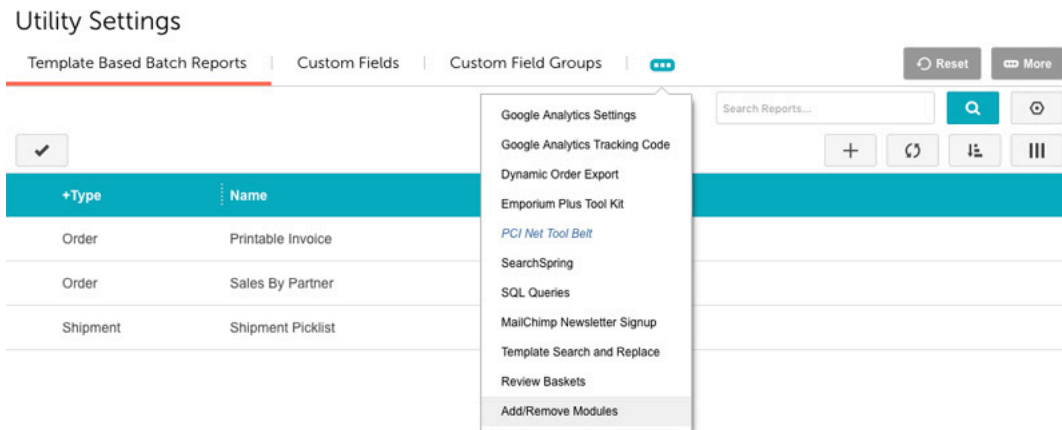 Utility Settings
Template Based Batch Reports Custom Fields Custom Field Groups Reset More
Search Reports...
+Type Name
Order Printable Invoice
Order Sales By Partner
Shipment Shipment Picklist
Google Analytics Settings
Google Analytics Tracking Code
Dynamic Order Export
Emporium Plus Tool Kit
PCI Net Tool Belt
SearchSpring
SQL Queries
MailChimp Newsletter Signup
Template Search and Replace
Review Baskets
Add/Remove Modules